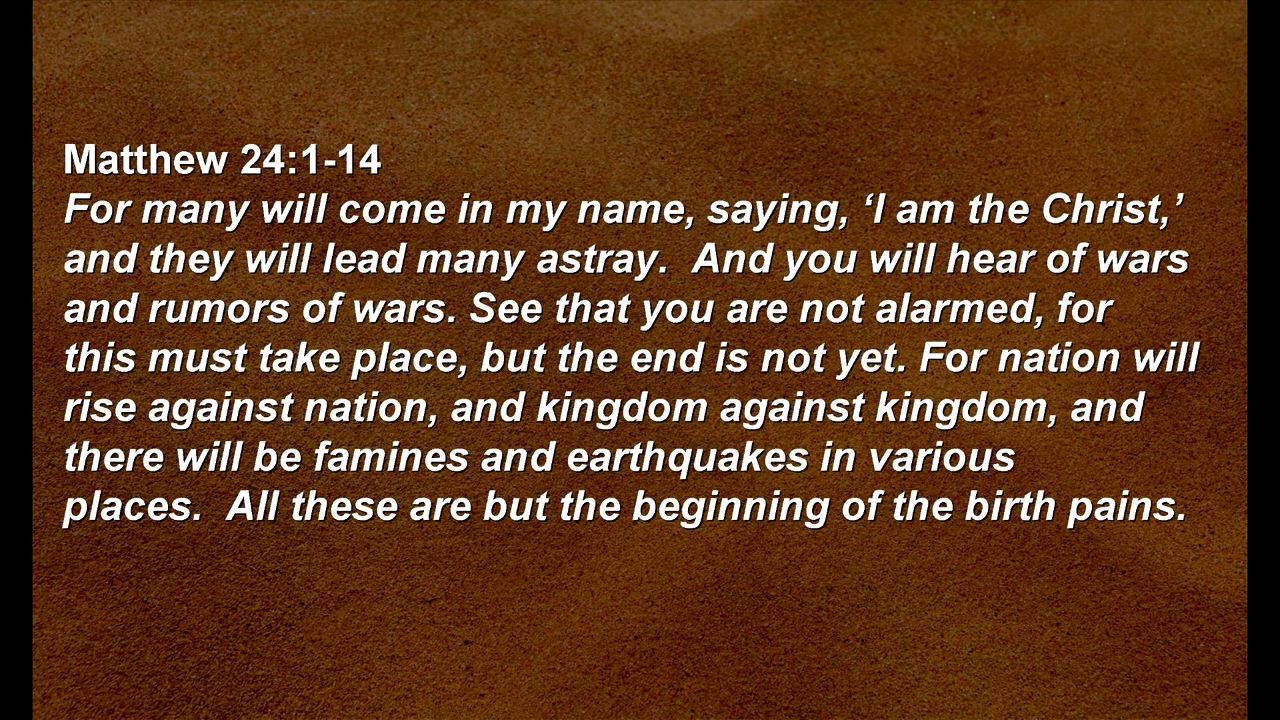 Matthew 24:1-14
For many will come in my name, saying, ‘I am the Christ,’
and they will lead many astray.  And you will hear of wars
and rumors of wars. See that you are not alarmed, for
this must take place, but the end is not yet. For nation will
rise against nation, and kingdom against kingdom, and
there will be famines and earthquakes in various
places.  All these are but the beginning of the birth pains.